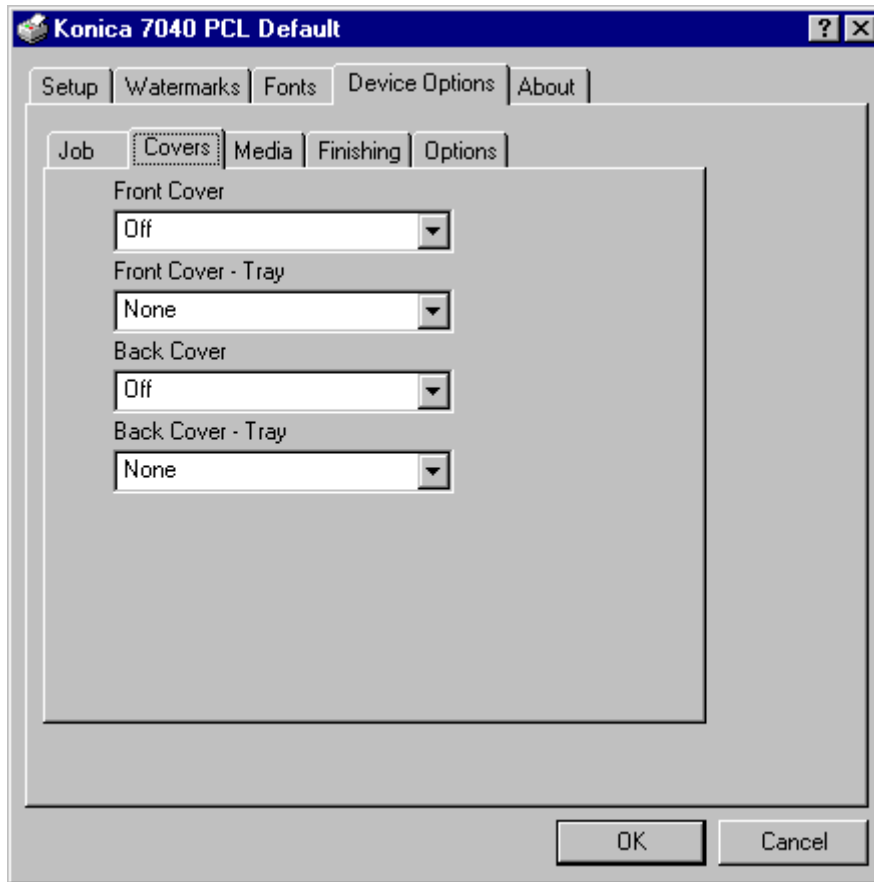 Konica 7040 PCL Default
Setup Watermarks Fonts Device Options About
Job Covers Media Finishing Options
Front Cover
Off
Front Cover - Tray
None
Back Cover
Off
Back Cover - Tray
None
OK Cancel